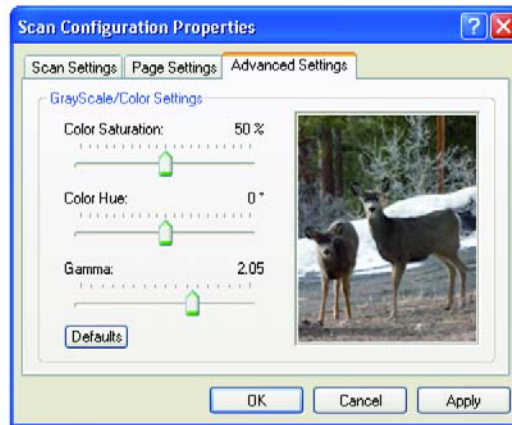 Scan Configuration Properties
Scan Settings Page Settings Advanced Settings
GrayScale/Color Settings
Color Saturation: 50 %
Color Hue: 0 °
Gamma: 2.05
Defaults
OK Cancel Apply